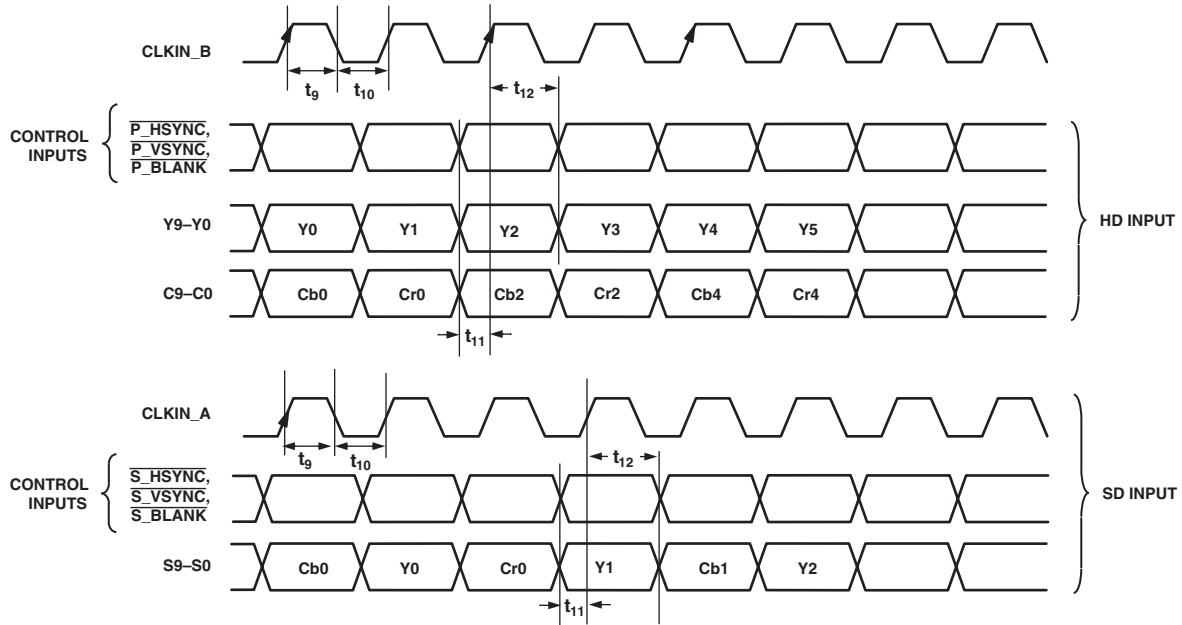 CLKIN_B
t9
t10
t12
CONTROL
INPUTS
P_HSYNC,
P_VSYNC,
P_BLANK
Y9–Y0
Y0
Y1
Y2
Y3
Y4
Y5
HD INPUT
C9–C0
Cb0
Cr0
Cb2
Cr2
Cb4
Cr4
t11
CLKIN_A
t9
t10
t12
CONTROL
INPUTS
S_HSYNC,
S_VSYNC,
S_BLANK
SD INPUT
S9–S0
Cb0
Y0
Cr0
Y1
Cb1
Y2
t11